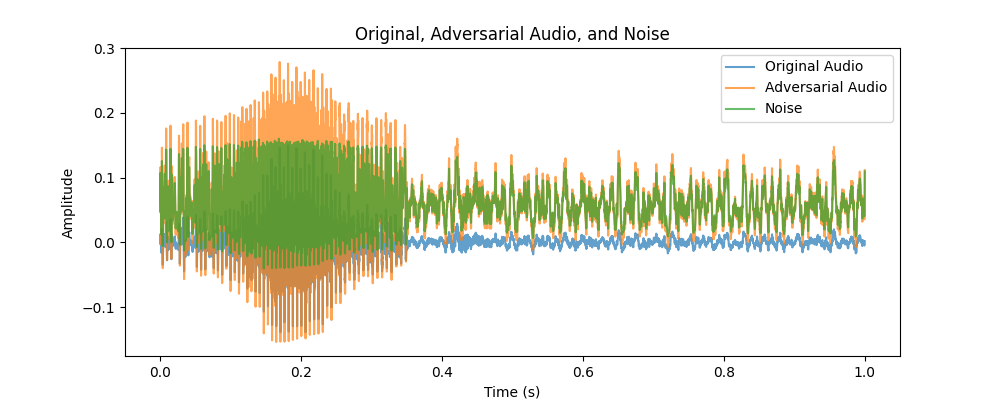 Original, Adversarial Audio, and Noise
Original Audio
Adversarial Audio
Noise
Amplitude
0.3
0.2
0.1
0.0
−0.1
0.0 0.2 0.4 0.6 0.8 1.0
Time (s)